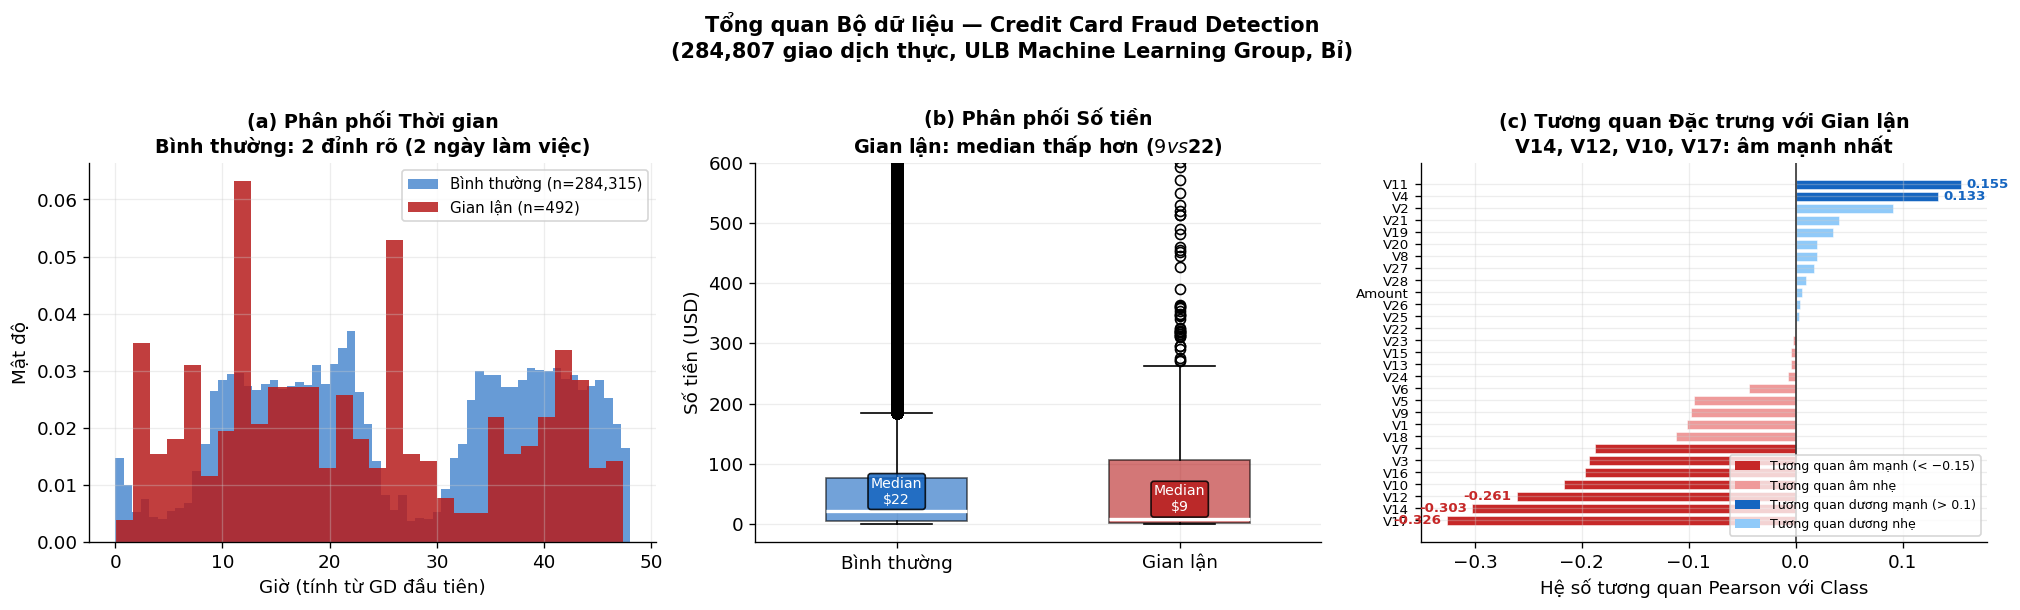 Tổng quan Bộ dữ liệu — Credit Card Fraud Detection
(284,807 giao dịch thực, ULB Machine Learning Group, Bỉ)
(a) Phân phối Thời gian
Bình thường: 2 đỉnh rõ (2 ngày làm việc)
Bình thường (n=284,315)
Gian lận (n=492)
Mật độ
0.06
0.05
0.04
0.03
0.02
0.01
0.00
0
10
20
30
40
50
Giờ (tính từ GD đầu tiên)
(b) Phân phối Số tiền
Gian lận: median thấp hơn (9vs22)
Số tiền (USD)
600
500
400
300
200
100
0
Median
$22
Median
$9
Bình thường
Gian lận
(c) Tương quan Đặc trưng với Gian lận
V14, V12, V10, V17: âm mạnh nhất
V11
0.155
V4
0.133
V2
V21
V19
V20
V8
V27
V28
Amount
V26
V25
V22
V23
V15
V13
V24
V6
V5
V9
V1
V18
V7
V3
V16
V10
V12
-0.261
V14
-0.303
V17
-0.326
Tương quan âm mạnh (< −0.15)
Tương quan âm nhẹ
Tương quan dương mạnh (> 0.1)
Tương quan dương nhẹ
−0.3
−0.2
−0.1
0.0
0.1
Hệ số tương quan Pearson với Class